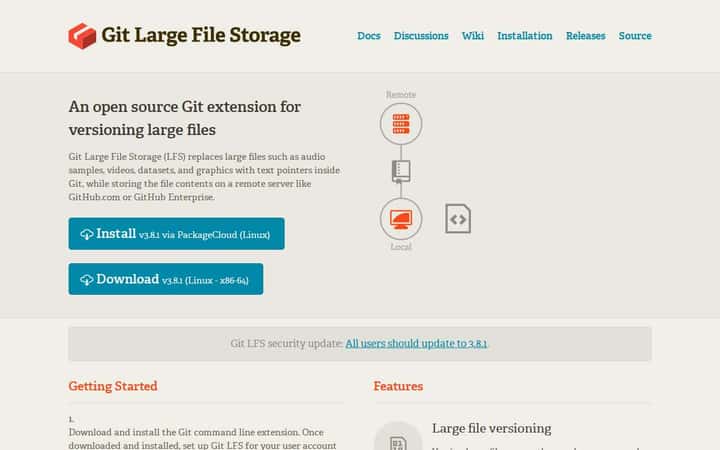 Git Large File Storage
Docs Discussions Wiki Installation Releases Source
An open source Git extension for
versioning large files
Git Large File Storage (LFS) replaces large files such as audio
samples, videos, datasets, and graphics with text pointers inside
Git, while storing the file contents on a remote server like
GitHub.com or GitHub Enterprise.
Install v3.8.1 via PackageCloud (Linux)
Download v3.8.1 (Linux - x86-64)
Remote
Local
Git LFS security update: All users should update to 3.8.1.
Getting Started
1.
Download and install the Git command line extension. Once
downloaded and installed, set up Git LFS for your user account
Features
Large file versioning